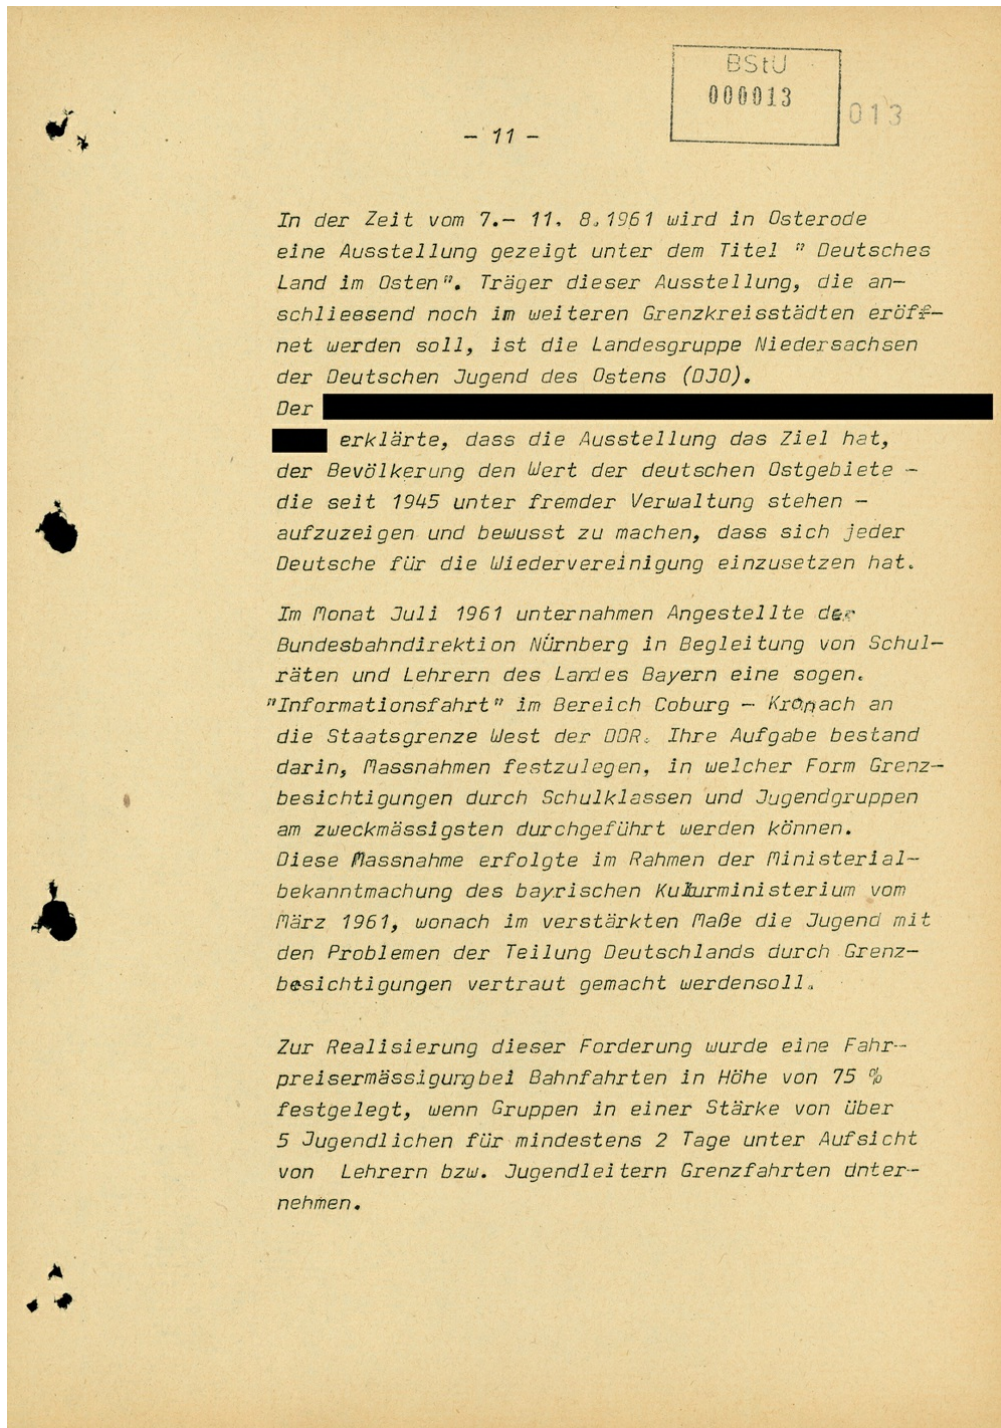 BStU
000013
013
- 11 -
In der Zeit vom 7.- 11. 8.1961 wird in Osterode
eine Ausstellung gezeigt unter dem Titel " Deutsches
Land im Osten". Träger dieser Ausstellung, die an-
schliessend noch im weiteren Grenzkreisstädten eröff-
net werden soll, ist die Landesgruppe Niedersachsen
der Deutschen Jugend des Ostens (DJO).
Der
erklärte, dass die Ausstellung das Ziel hat,
der Bevölkerung den Wert der deutschen Ostgebiete -
die seit 1945 unter fremder Verwaltung stehen -
aufzuzeigen und bewusst zu machen, dass sich jeder
Deutsche für die Wiedervereinigung einzusetzen hat.
Im Monat Juli 1961 unternahmen Angestellte der
Bundesbahndirektion Nürnberg in Begleitung von Schul-
räten und Lehrern des Landes Bayern eine sogen.
"Informationsfahrt" im Bereich Coburg - Kronach an
die Staatsgrenze West der DDR. Ihre Aufgabe bestand
darin, Massnahmen festzulegen, in welcher Form Grenz-
besichtigungen durch Schulklassen und Jugendgruppen
am zweckmässigsten durchgeführt werden können.
Diese Massnahme erfolgte im Rahmen der Ministerial-
bekanntmachung des bayrischen Kulturministerium vom
März 1961, wonach im verstärkten Maße die Jugend mit
den Problemen der Teilung Deutschlands durch Grenz-
besichtigungen vertraut gemacht werdensoll.
Zur Realisierung dieser Forderung wurde eine Fahr-
preisermässigungbei Bahnfahrten in Höhe von 75 %
festgelegt, wenn Gruppen in einer Stärke von über
5 Jugendlichen für mindestens 2 Tage unter Aufsicht
von Lehrern bzw. Jugendleitern Grenzfahrten dnter-
nehmen.